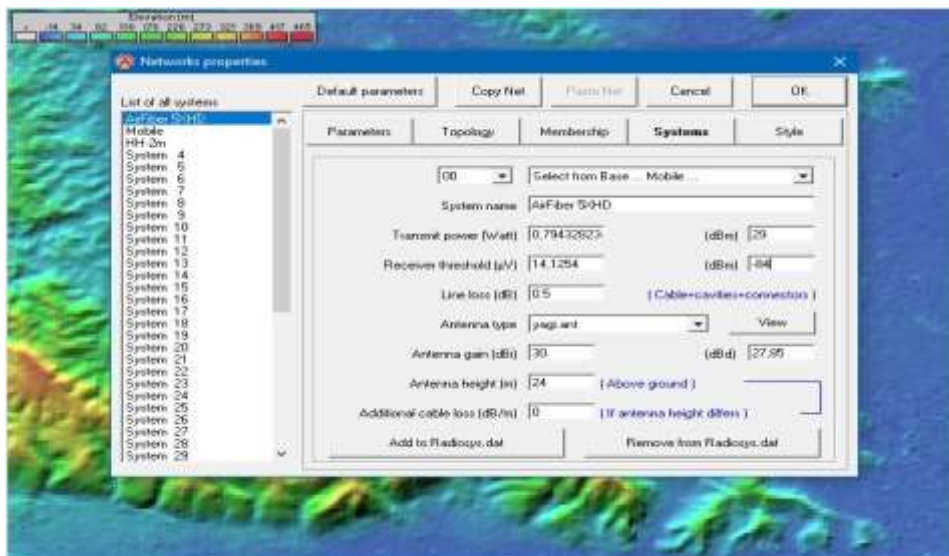 Elevation (m)
Networks properties
List of all systems
AirFiber 5XHD
Mobile
HH 2m
System 4
System 5
System 6
System 7
System 8
System 9
System 10
System 11
System 12
System 13
System 14
System 15
System 16
System 17
System 18
System 19
System 20
System 21
System 22
System 23
System 24
System 25
System 26
System 27
System 28
System 29
Default parameters Copy Net Paste Net Cancel OK
Parameters Topology Membership Systems Style
00 Select from Base ... Mobile ...
System name AirFiber 5XHD
Transmit power (Watt) 0,79432823 (dBm) 29
Receiver threshold (µV) 14,1254 (dBm) -84
Line loss (dB) 0.5 ( Cable+cavities+connectors )
Antenna type yagi.ant View
Antenna gain (dBi) 30 (dBd) 27,85
Antenna height (m) 24 ( Above ground )
Additional cable loss (dB/m) 0 ( If antenna height differs )
Add to Radiosys.dat Remove from Radiosys.dat